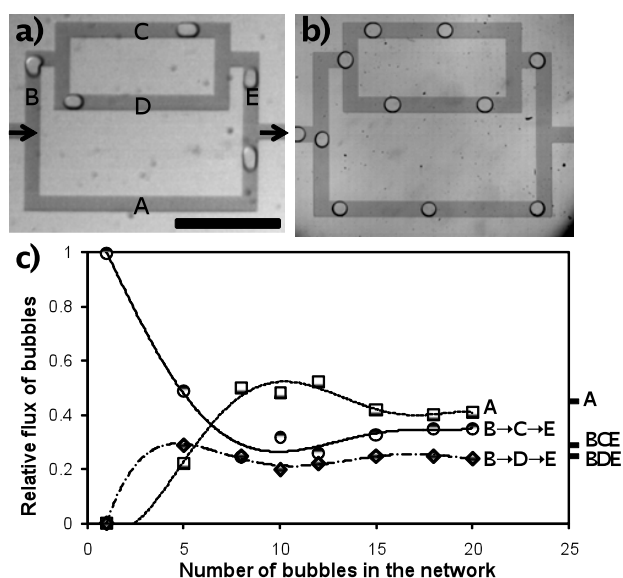 a)
C
B
D
E
A
b)
c)
Relative flux of bubbles
1
0.8
0.6
0.4
0.2
0
0
5
10
15
20
25
Number of bubbles in the network
A
B→C→E
B→D→E
A
BCE
BDE